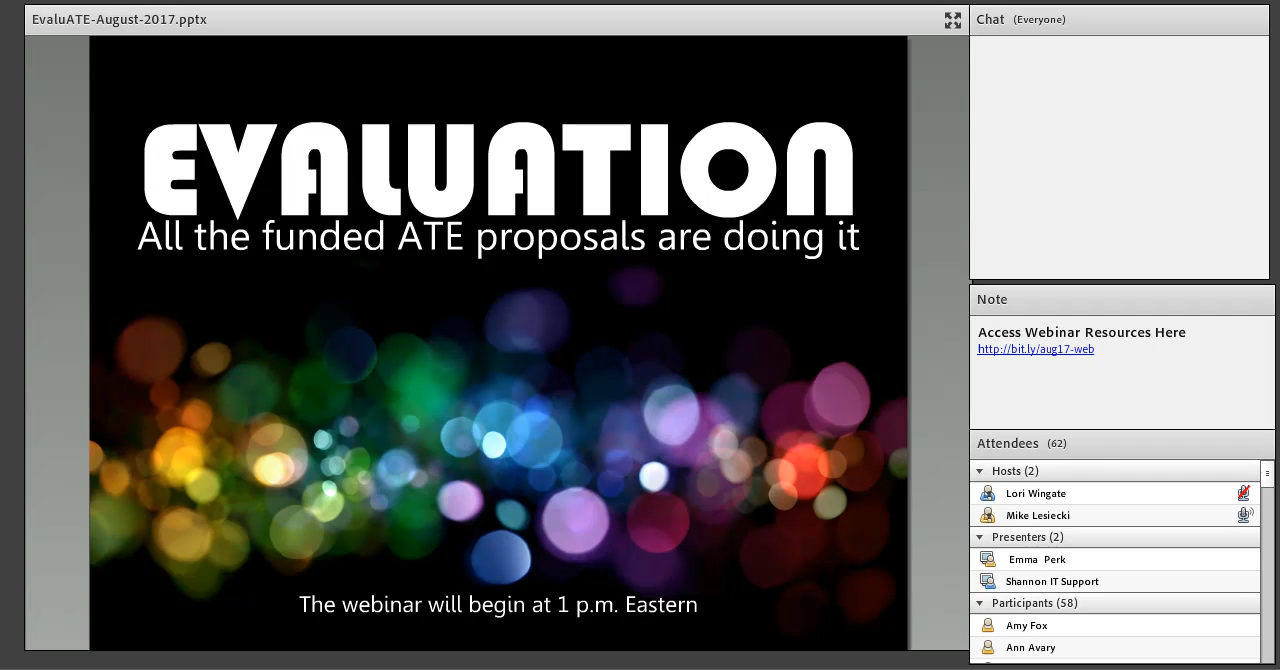 EvaluATE-August-2017.pptx
EVALUATION
All the funded ATE proposals are doing it
The webinar will begin at 1 p.m. Eastern
Chat (Everyone)
Note
Access Webinar Resources Here
http://bit.ly/aug17-web
Attendees (62)
Hosts (2)
Lori Wingate
Mike Lesiecki
Presenters (2)
Emma Perk
Shannon IT Support
Participants (58)
Amy Fox
Ann Avary